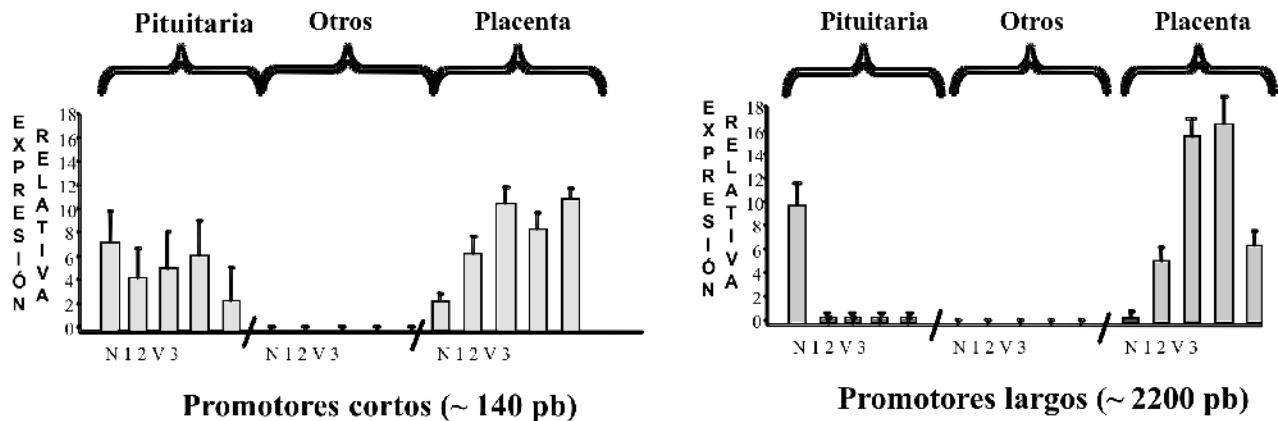 Pituitaria Otros Placenta
EXPRESIÓN
RELATIVA
18
16
14
12
10
8
6
4
2
0
N 1 2 V 3 N 1 2 V 3 N 1 2 V 3
Promotores cortos (~ 140 pb)
Pituitaria Otros Placenta
EXPRESIÓN
RELATIVA
18
16
14
12
10
8
6
4
2
0
N 1 2 V 3 N 1 2 V 3 N 1 2 V 3
Promotores largos (~ 2200 pb)